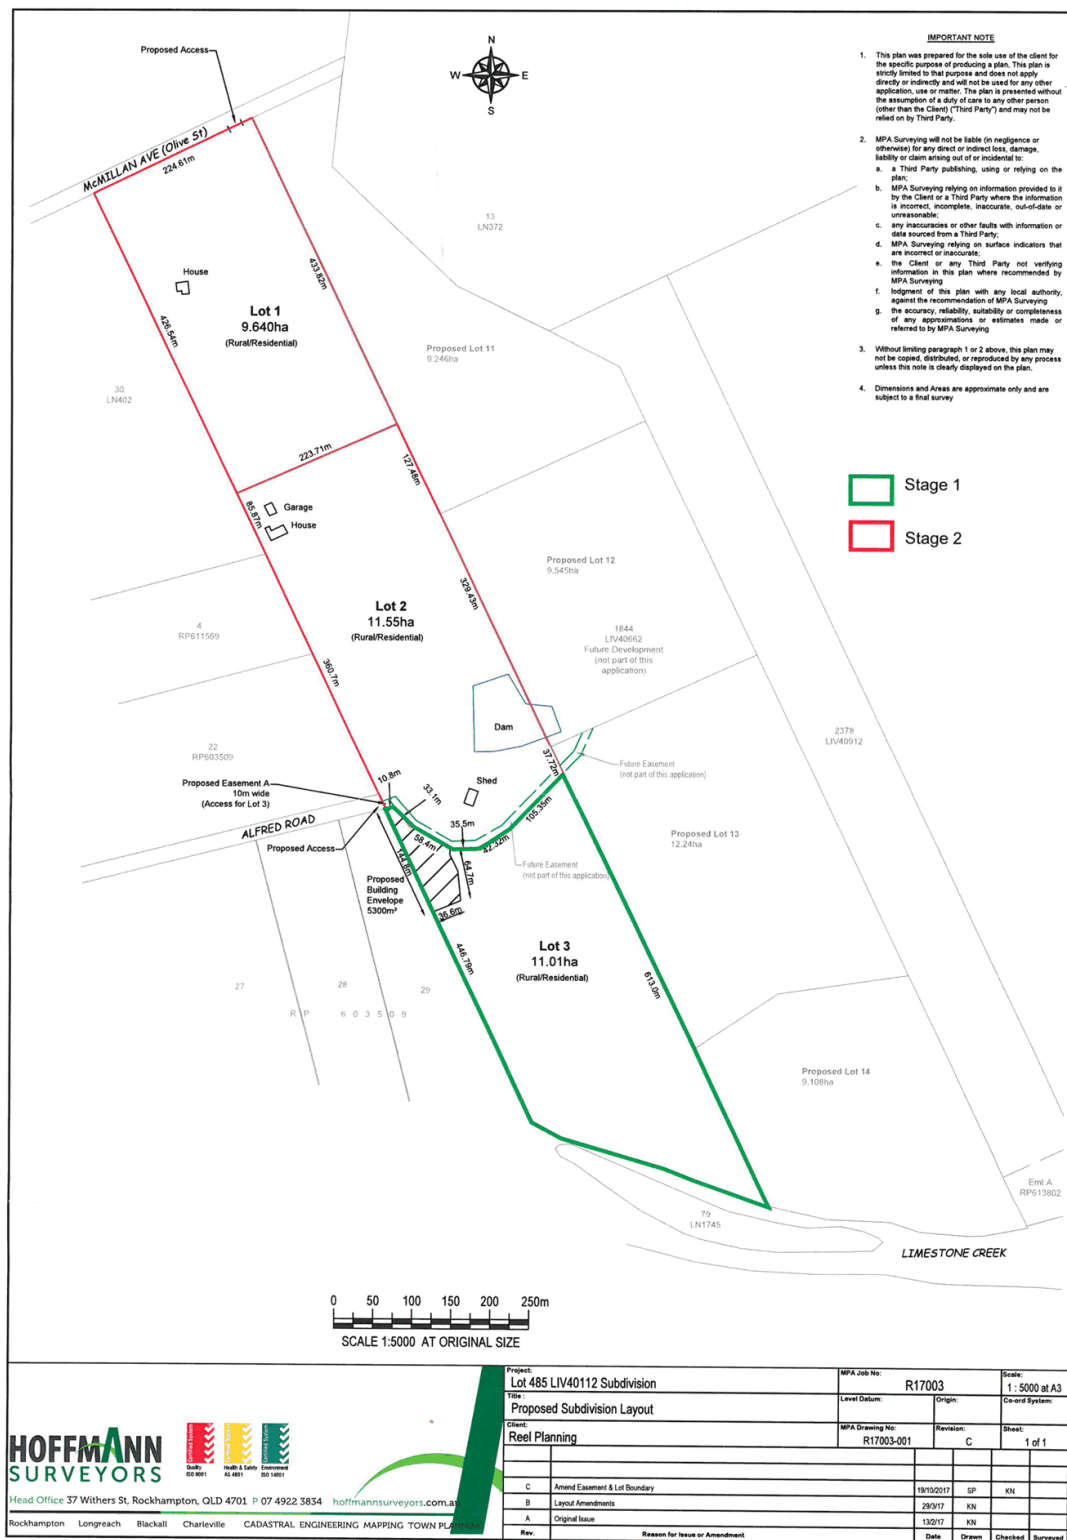 Proposed Access
N
W
E
S
McMILLAN AVE (Olive St)
224.61m
IMPORTANT NOTE
1. This plan was prepared for the sole use of the client for
the specific purpose of producing a plan. This plan is
strictly limited to that purpose and does not apply
directly or indirectly and will not be used for any other
application, use or matter. The plan is presented without
the assumption of a duty of care to any other person
(other than the Client) ("Third Party") and may not be
relied on by Third Party.
2. MPA Surveying will not be liable (in negligence or
otherwise) for any direct or indirect loss, damage,
liability or claim arising out of or incidental to:
a. a Third Party publishing, using or relying on the
plan;
b. MPA Surveying relying on information provided to it
by the Client or a Third Party where the information
is incorrect, incomplete, inaccurate, out-of-date or
unreasonable;
c. any inaccuracies or other faults with information or
data sourced from a Third Party;
d. MPA Surveying relying on surface indicators that
are incorrect or inaccurate;
e. the Client or any Third Party not verifying
information in this plan where recommended by
MPA Surveying
f. lodgment of this plan with any local authority,
against the recommendation of MPA Surveying
g. the accuracy, reliability, suitability or completeness
of any approximations or estimates made or
referred to by MPA Surveying
3. Without limiting paragraph 1 or 2 above, this plan may
not be copied, distributed, or reproduced by any process
unless this note is clearly displayed on the plan.
4. Dimensions and Areas are approximate only and are
subject to a final survey
13
LN372
House
433.82m
Lot 1
9.640ha
(Rural/Residential)
426.54m
Proposed Lot 11
9.246ha
30
LN402
223.71m
127.48m
Stage 1
Stage 2
85.87m
Garage
House
Proposed Lot 12
9.545ha
329.43m
Lot 2
11.55ha
(Rural/Residential)
4
RP611569
1844
LIV40662
Future Development
(not part of this
application)
360.7m
Dam
2378
LIV40912
22
RP603509
37.72m
Future Easement
(not part of this application)
Proposed Easement A
10m wide
(Access for Lot 3)
10.8m
33.1m
Shed
105.35m
ALFRED ROAD
Proposed Access
35.5m
58.4m
42.32m
144.8m
64.7m
Future Easement
(not part of this application)
Proposed Lot 13
12.24ha
Proposed
Building
Envelope
5300m²
36.6m
446.79m
Lot 3
11.01ha
(Rural/Residential)
613.0m
27
28
29
R P 6 0 3 5 0 9
Proposed Lot 14
9.108ha
Emt A
RP613802
79
LN1745
LIMESTONE CREEK
0 50 100 150 200 250m
SCALE 1:5000 AT ORIGINAL SIZE
HOFFMANN
SURVEYORS
Certified System
Quality
ISO 9001
Certified System
Health & Safety
AS 4801
Certified System
Environment
ISO 14001
Head Office 37 Withers St, Rockhampton, QLD 4701 P 07 4922 3834 hoffmannsurveyors.com.au
Rockhampton Longreach Blackall Charleville CADASTRAL ENGINEERING MAPPING TOWN PLANNING
Project:
Lot 485 LIV40112 Subdivision
MPA Job No:
R17003
Scale:
1 : 5000 at A3
Title :
Proposed Subdivision Layout
Level Datum:
Origin:
Co-ord System:
Client:
Reel Planning
MPA Drawing No:
R17003-001
Revision:
C
Sheet:
1 of 1
C Amend Easement & Lot Boundary 19/10/2017 SP KN
B Layout Amendments 29/3/17 KN
A Original Issue 13/2/17 KN
Rev. Reason for Issue or Amendment Date Drawn Checked Surveyed